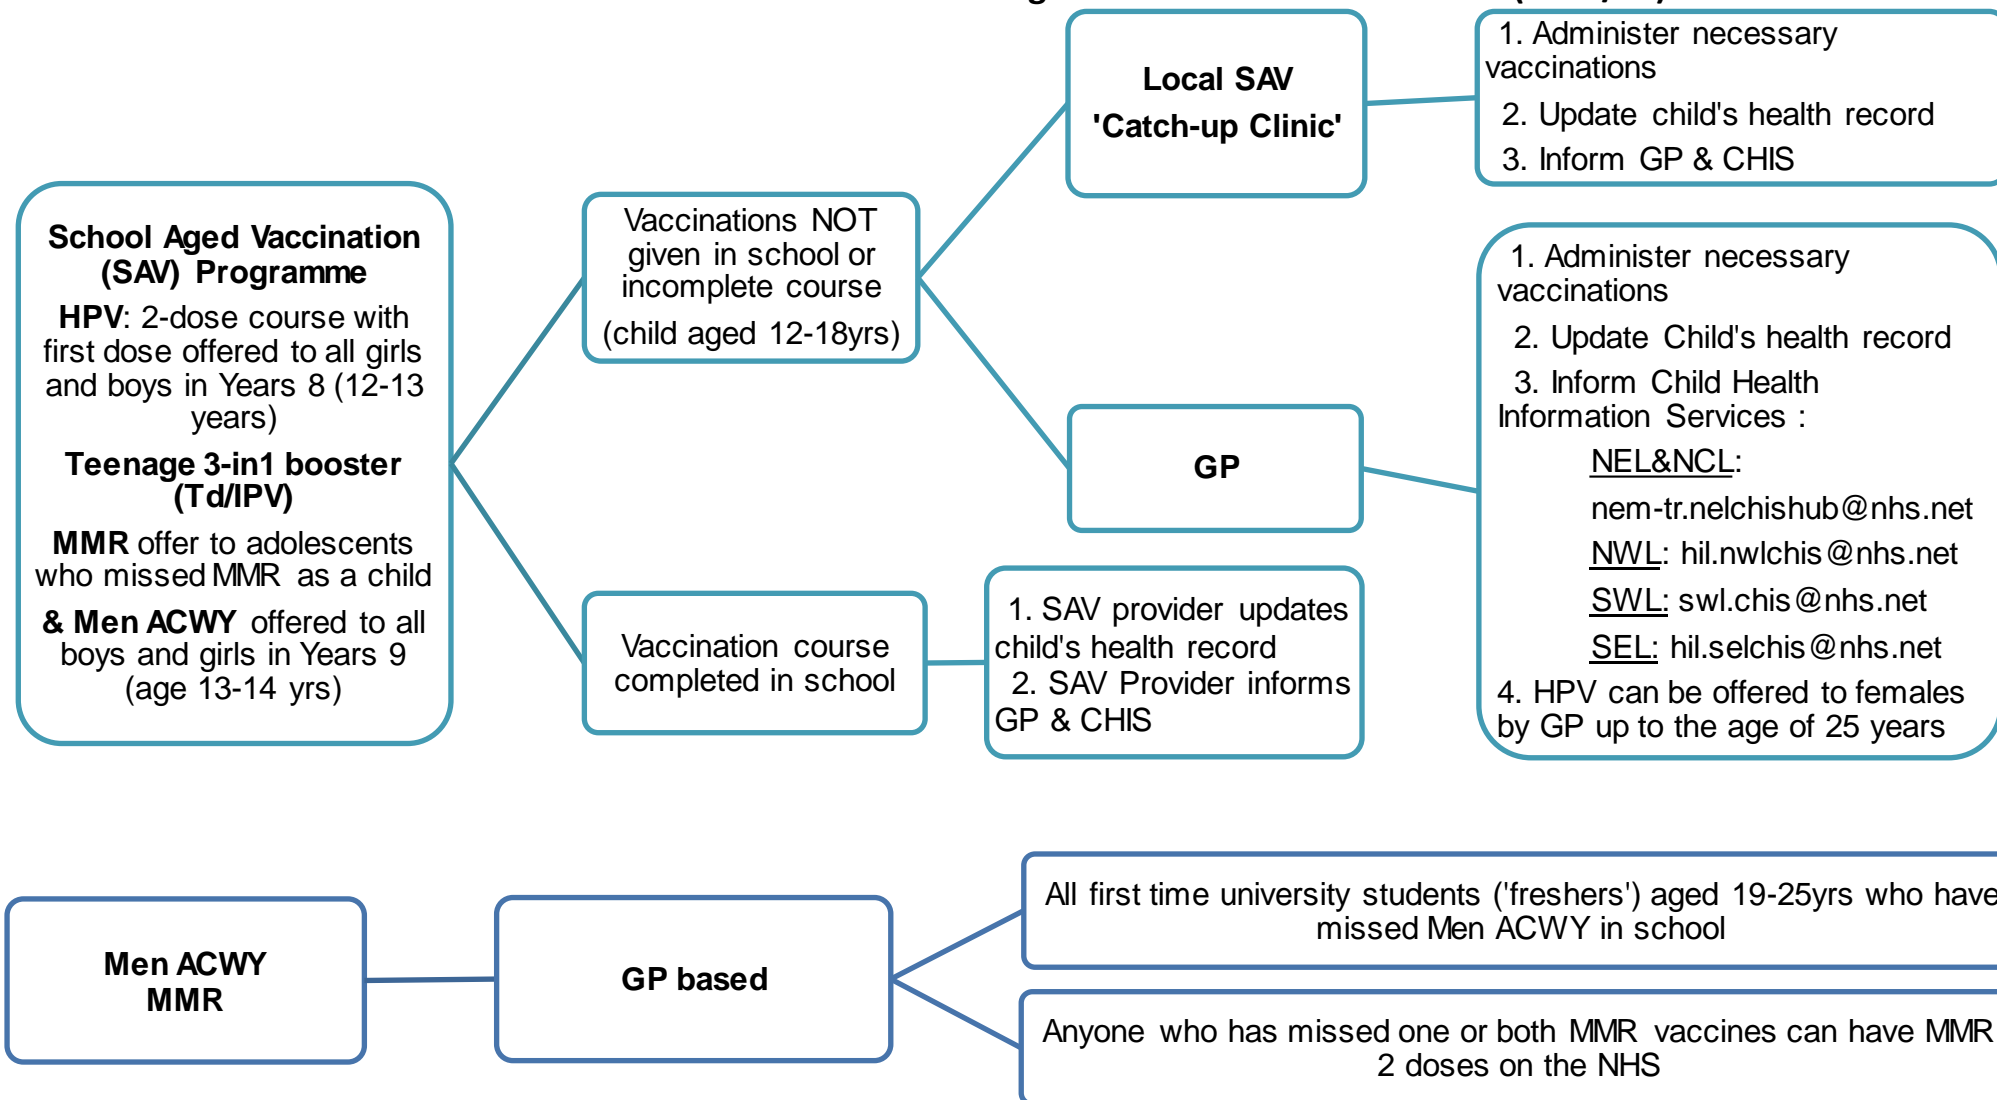 School Aged Vaccination
(SAV) Programme
HPV: 2-dose course with
first dose offered to all girls
and boys in Years 8 (12-13
years)
Teenage 3-in1 booster
(Td/IPV)
MMR offer to adolescents
who missed MMR as a child
& Men ACWY offered to all
boys and girls in Years 9
(age 13-14 yrs)
Vaccinations NOT
given in school or
incomplete course
(child aged 12-18yrs)
Vaccination course
completed in school
Local SAV
'Catch-up Clinic'
GP
1. SAV provider updates
child's health record
2. SAV Provider informs
GP & CHIS
1. Administer necessary
vaccinations
2. Update child's health record
3. Inform GP & CHIS
1. Administer necessary
vaccinations
2. Update Child's health record
3. Inform Child Health
Information Services :
NEL&NCL:
nem-tr.nelchishub@nhs.net
NWL: hil.nwlchis@nhs.net
SWL: swl.chis@nhs.net
SEL: hil.selchis@nhs.net
4. HPV can be offered to females
by GP up to the age of 25 years
Men ACWY
MMR
GP based
All first time university students ('freshers') aged 19-25yrs who have
missed Men ACWY in school
Anyone who has missed one or both MMR vaccines can have MMR
2 doses on the NHS